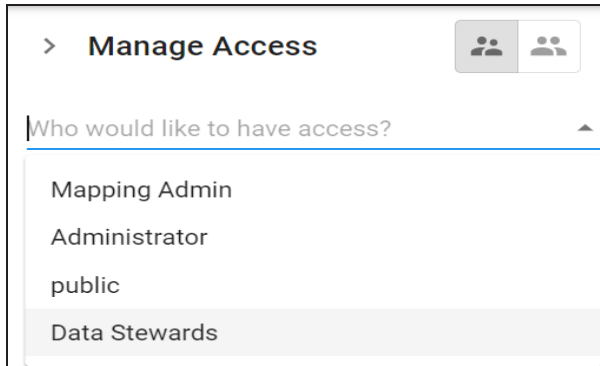 Manage Access
Who would like to have access?
Mapping Admin
Administrator
public
Data Stewards